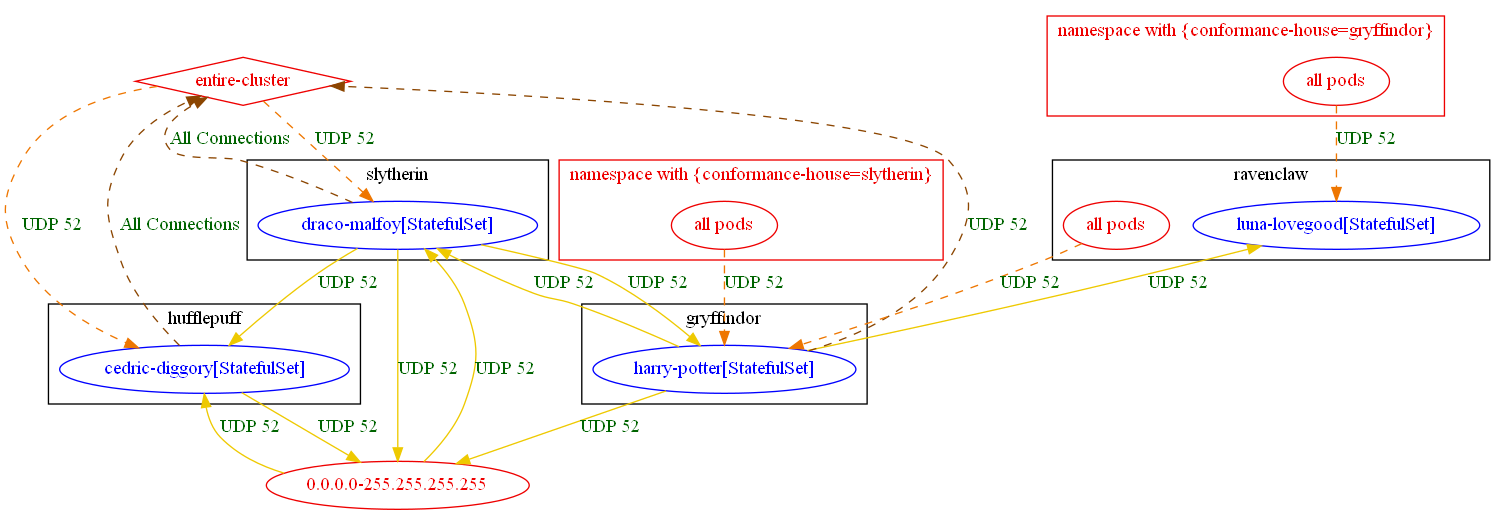 namespace with {conformance-house=gryffindor}
entire-cluster
all pods
All Connections
UDP 52
UDP 52
slytherin
namespace with {conformance-house=slytherin}
ravenclaw
UDP 52
All Connections
draco-malfoy[StatefulSet]
all pods
UDP 52
all pods
luna-lovegood[StatefulSet]
UDP 52
UDP 52
UDP 52
UDP 52
UDP 52
UDP 52
hufflepuff
gryffindor
cedric-diggory[StatefulSet]
UDP 52
UDP 52
harry-potter[StatefulSet]
UDP 52
UDP 52
UDP 52
0.0.0.0-255.255.255.255